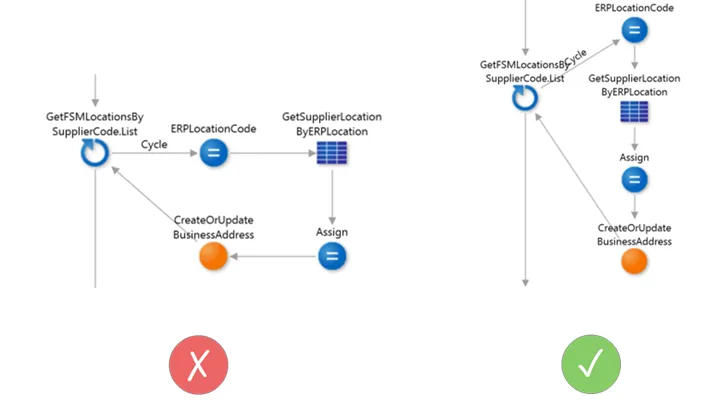 GetFSMLocationsBy
SupplierCode.List
Cycle
ERPLocationCode
GetSupplierLocation
ByERPLocation
CreateOrUpdate
BusinessAddress
Assign
ERPLocationCode
GetFSMLocationsBy
SupplierCode.List
Cycle
GetSupplierLocation
ByERPLocation
Assign
CreateOrUpdate
BusinessAddress